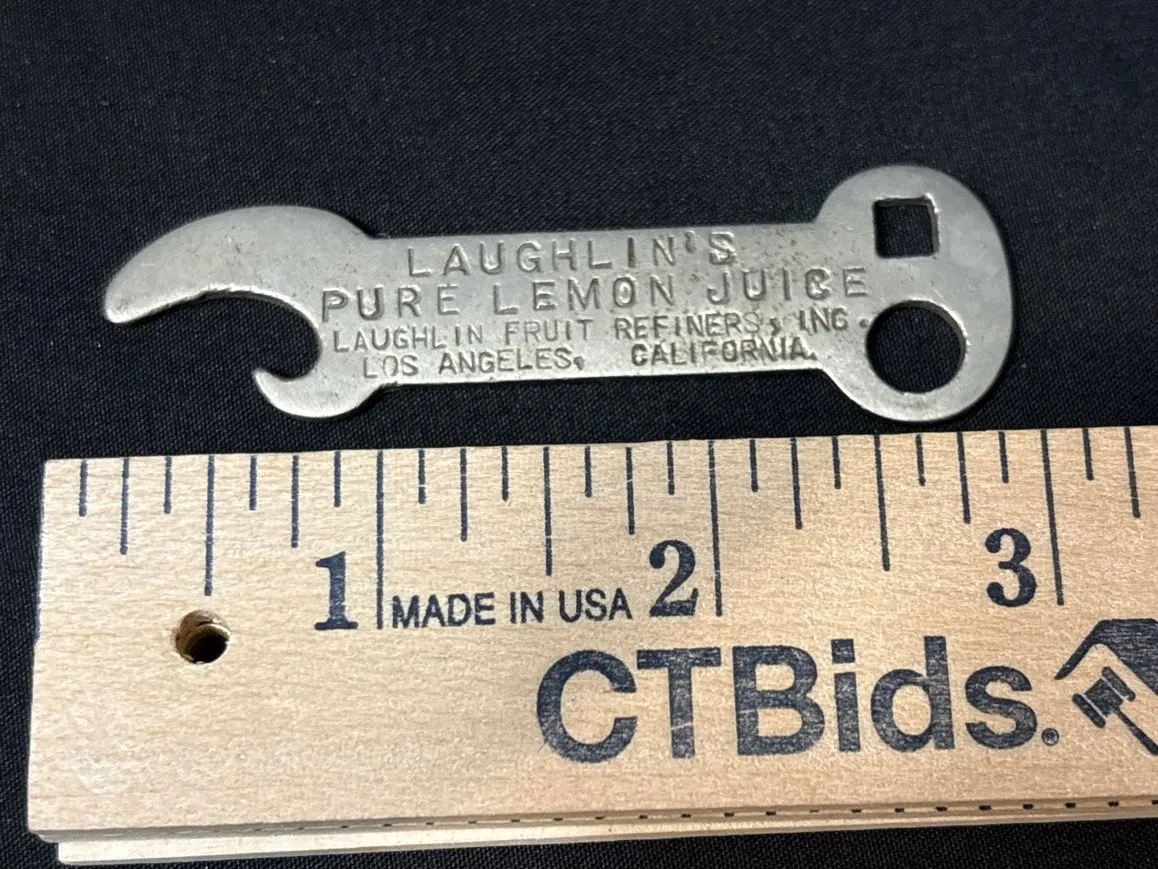 LAUGHLIN'S
PURE LEMON JUICE
LAUGHLIN FRUIT REFINERS, INC.
LOS ANGELES, CALIFORNIA.
1 MADE IN USA 2 3
CTBids.®